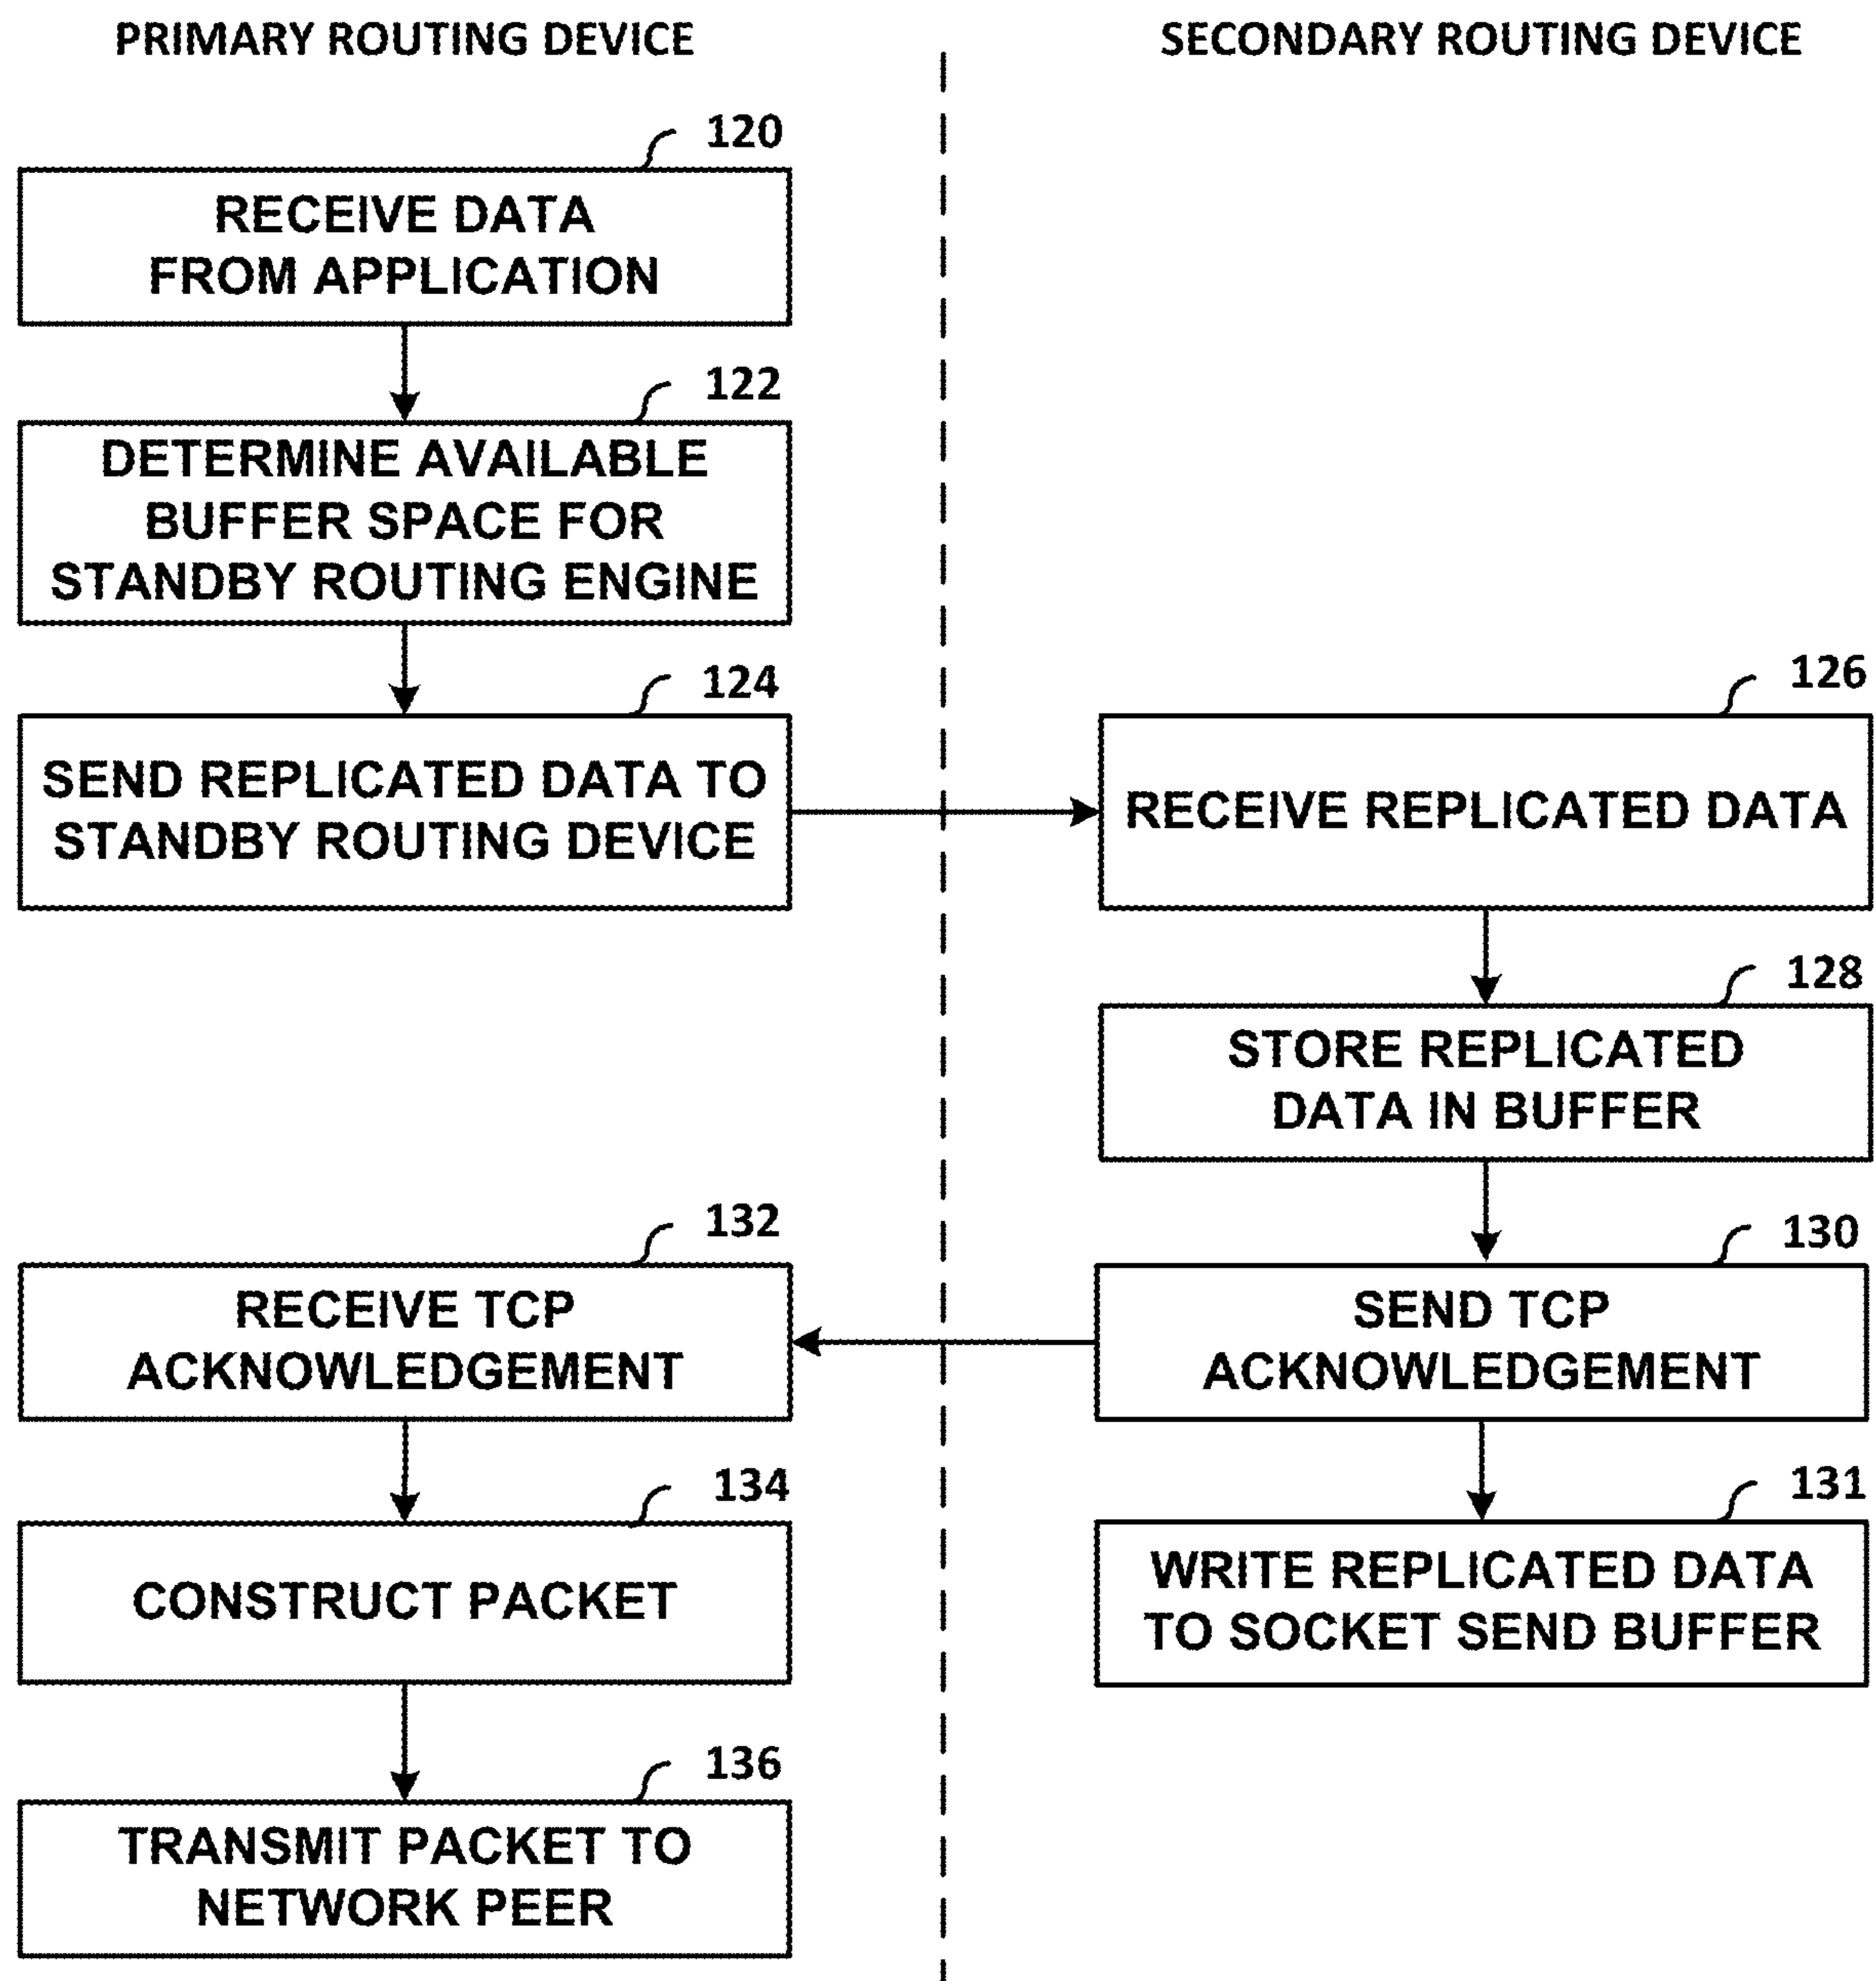 PRIMARY ROUTING DEVICE
SECONDARY ROUTING DEVICE
120
RECEIVE DATA
FROM APPLICATION
122
DETERMINE AVAILABLE
BUFFER SPACE FOR
STANDBY ROUTING ENGINE
124
SEND REPLICATED DATA TO
STANDBY ROUTING DEVICE
126
RECEIVE REPLICATED DATA
128
STORE REPLICATED
DATA IN BUFFER
130
SEND TCP
ACKNOWLEDGEMENT
132
RECEIVE TCP
ACKNOWLEDGEMENT
131
WRITE REPLICATED DATA
TO SOCKET SEND BUFFER
134
CONSTRUCT PACKET
136
TRANSMIT PACKET TO
NETWORK PEER